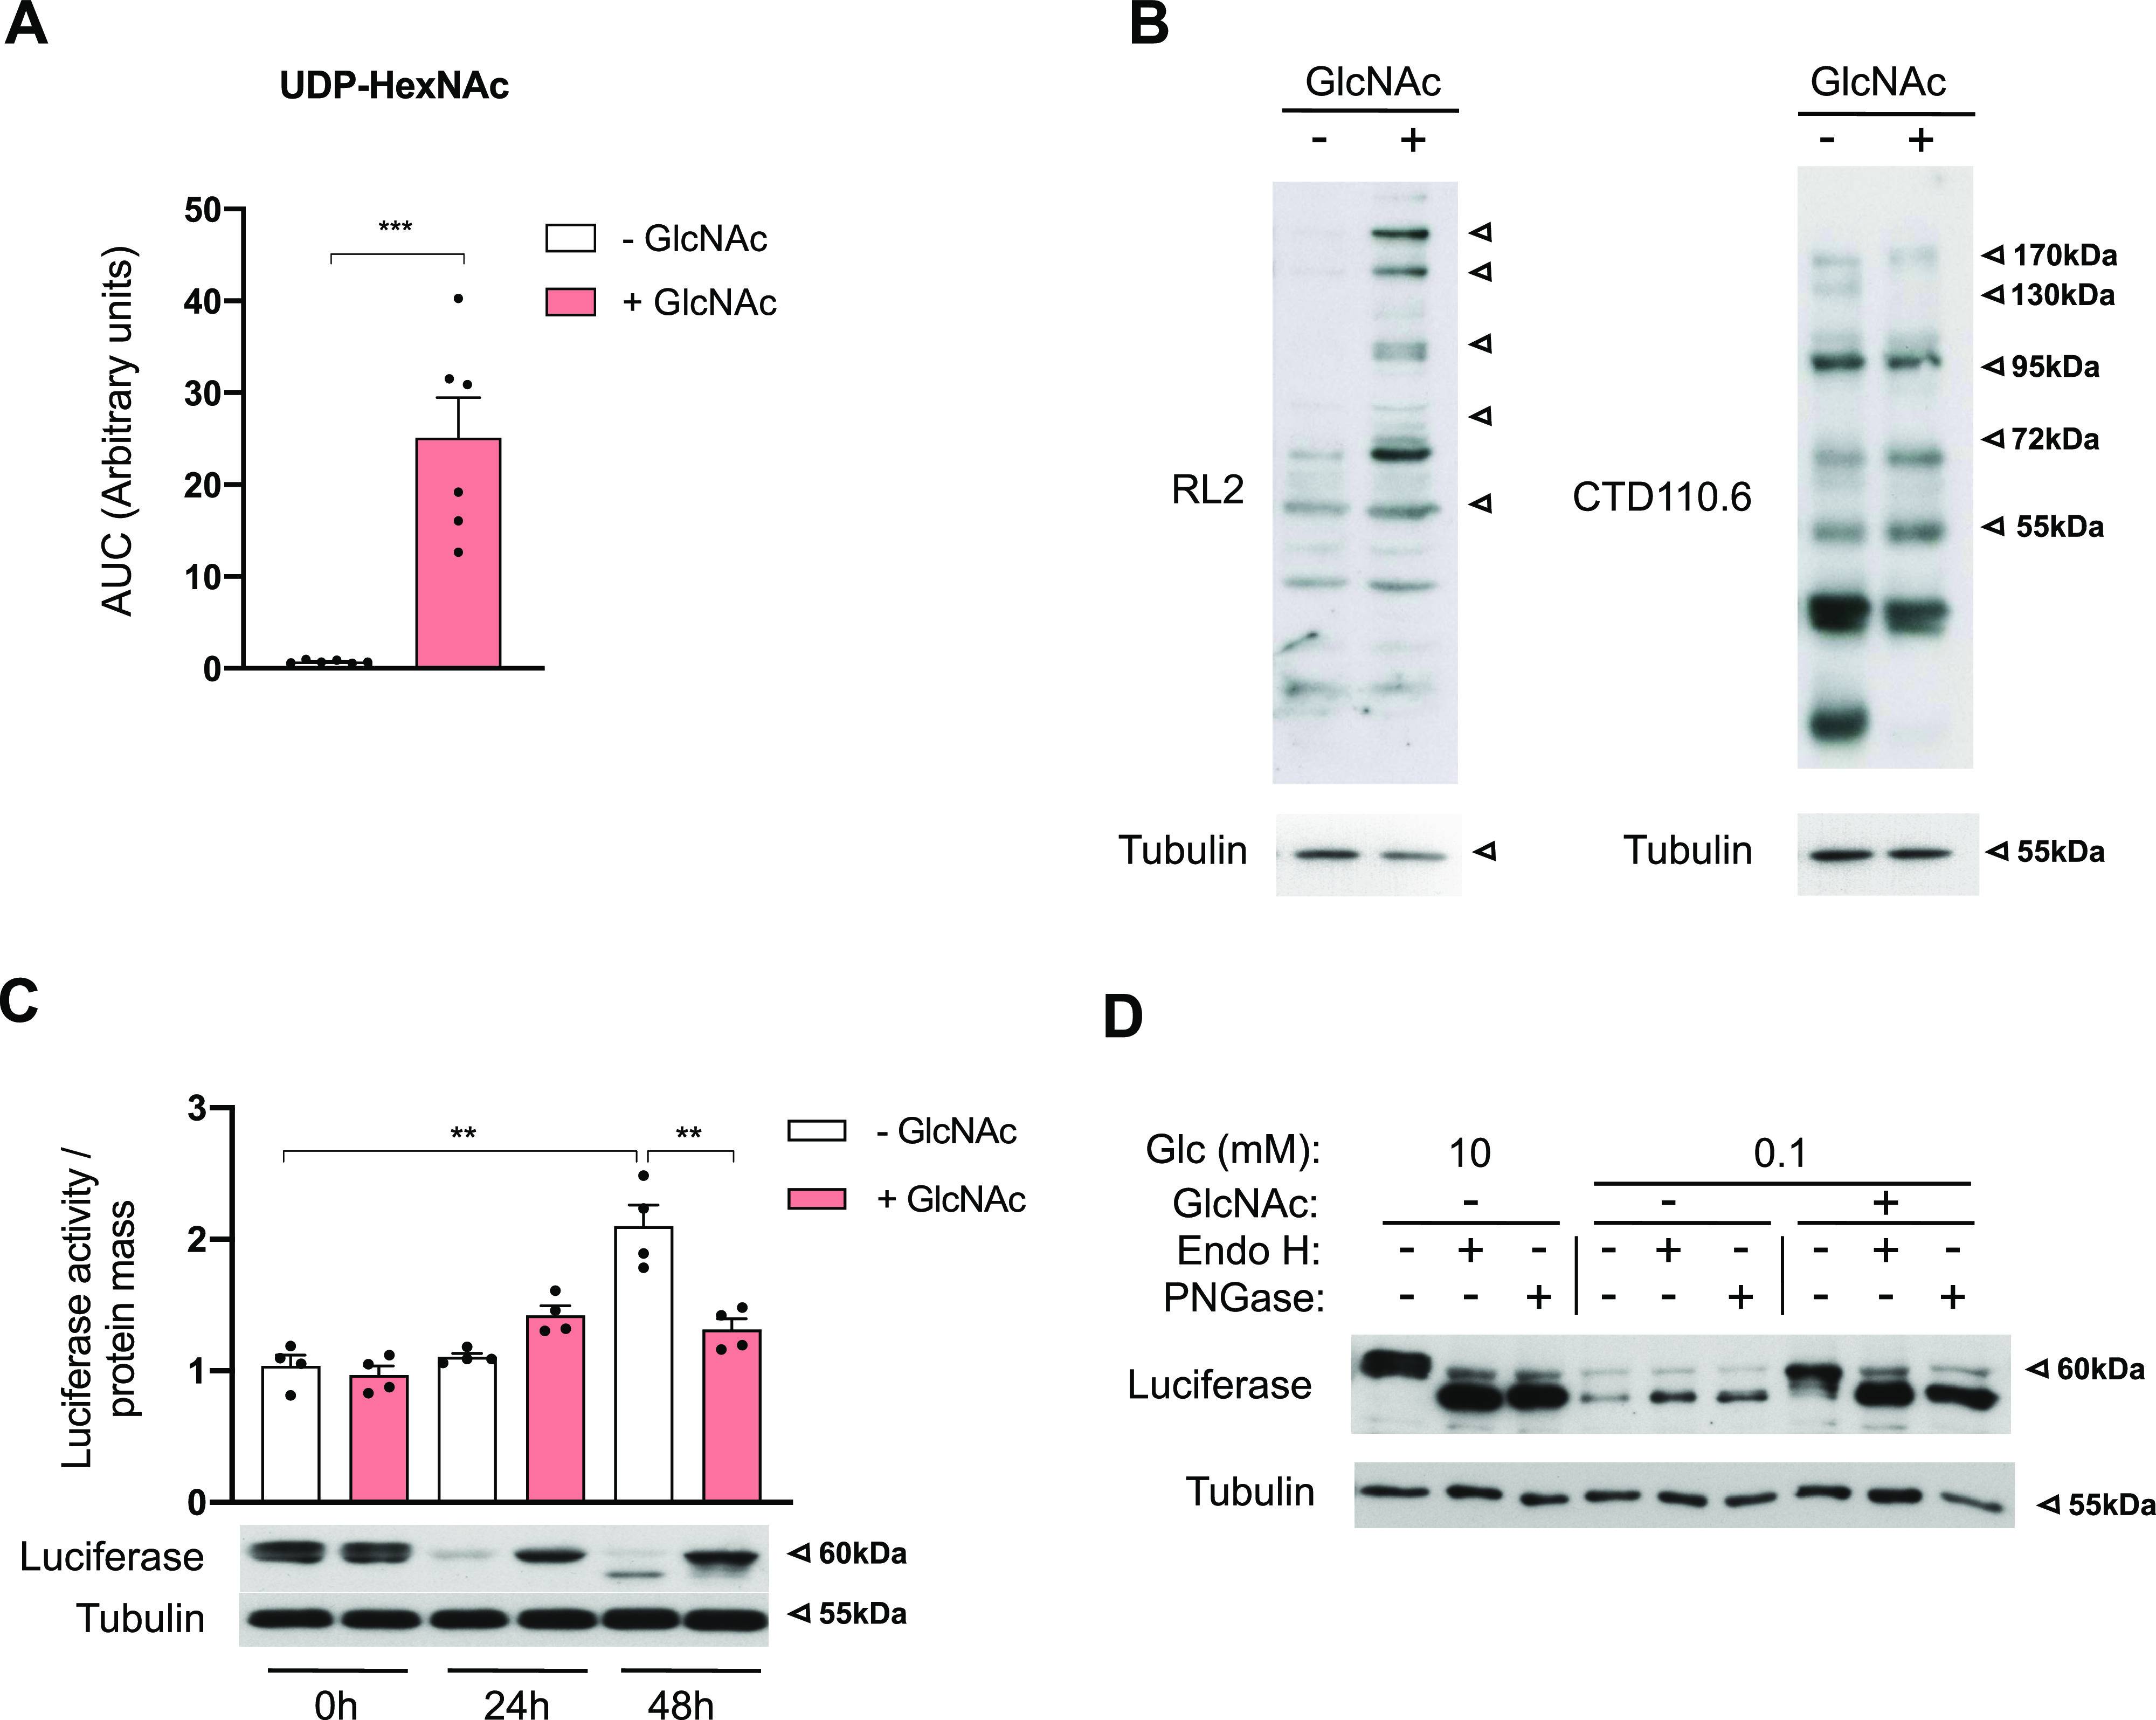 A
UDP-HexNAc
AUC (Arbitrary units)
50
40
30
20
10
0
***
- GlcNAc
+ GlcNAc
B
GlcNAc
- +
RL2
Tubulin
GlcNAc
- +
CTD110.6
170kDa
130kDa
95kDa
72kDa
55kDa
Tubulin
55kDa
C
Luciferase activity /
protein mass
3
2
1
0
** **
- GlcNAc
+ GlcNAc
Luciferase
60kDa
Tubulin
55kDa
0h 24h 48h
D
Glc (mM): 10 0.1
GlcNAc: - - +
Endo H: - + - - + - - + -
PNGase: - - + - - + - - +
Luciferase
60kDa
Tubulin
55kDa